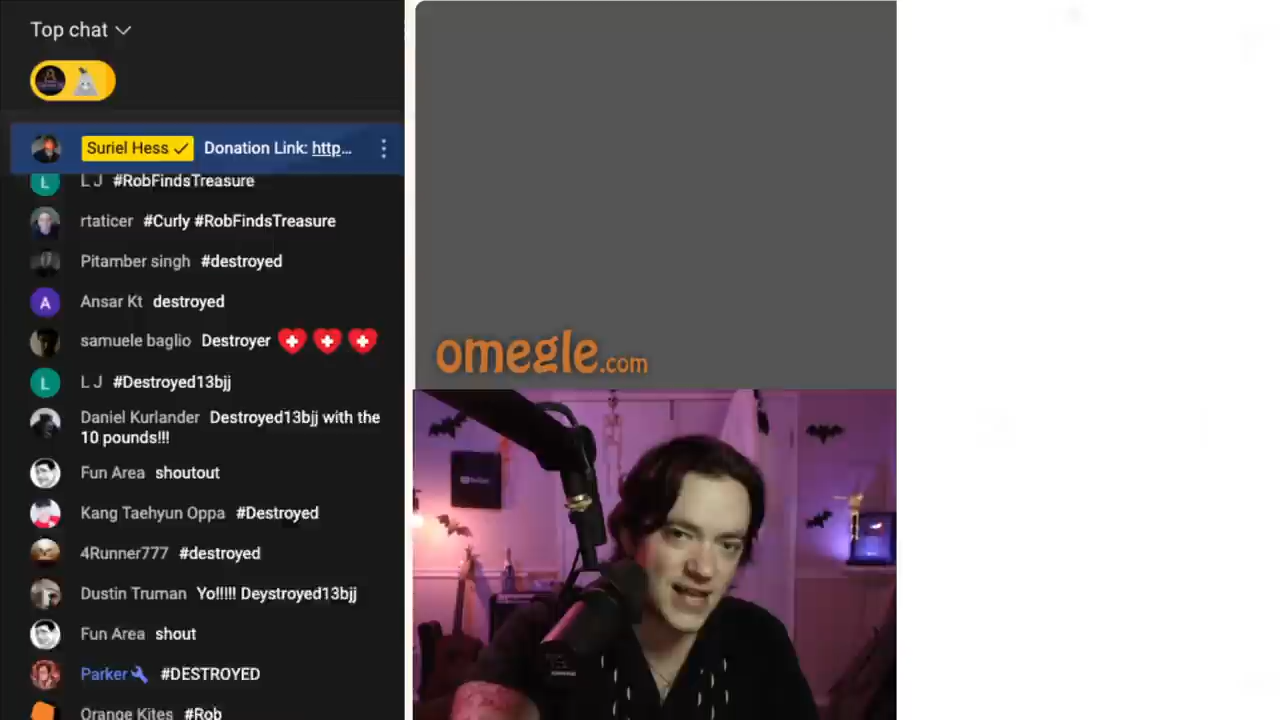 Top chat
Suriel Hess Donation Link: http...
L J #RobFindsTreasure
rtaticer #Curly #RobFindsTreasure
Pitamber singh #destroyed
A Ansar Kt destroyed
samuele baglio Destroyer
L L J #Destroyed13bjj
Daniel Kurlander Destroyed13bjj with the
10 pounds!!!
Fun Area shoutout
Kang Taehyun Oppa #Destroyed
4Runner777 #destroyed
Dustin Truman Yo!!!!! Deystroyed13bjj
Fun Area shout
Parker #DESTROYED
Orange Kites #Rob
omegle.com